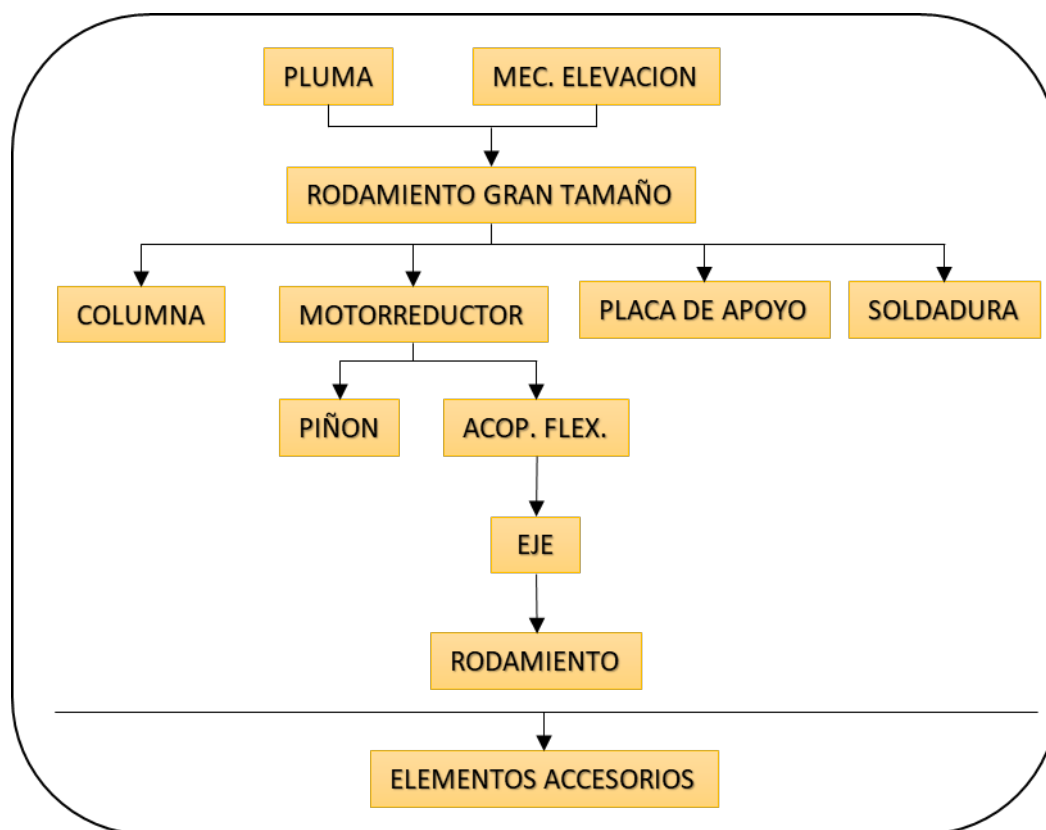 PLUMA
MEC. ELEVACION
RODAMIENTO GRAN TAMAÑO
COLUMNA
MOTORREDUCTOR
PLACA DE APOYO
SOLDADURA
PIÑON
ACOP. FLEX.
EJE
RODAMIENTO
ELEMENTOS ACCESORIOS